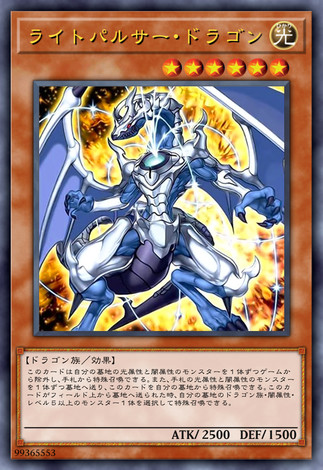 ライトパルサー・ドラゴン
光
【ドラゴン族／効果】
このカードは自分の墓地の光属性と闇属性のモンスターを１体ずつゲームか
ら除外し、手札から特殊召喚できる。また、手札の光属性と闇属性のモンスター
を１体ずつ墓地へ送り、このカードを自分の墓地から特殊召喚できる。このカー
ドがフィールド上から墓地へ送られた時、自分の墓地のドラゴン族・闇属性・
レベル５以上のモンスター１体を選択して特殊召喚できる。
ATK/ 2500 DEF/1500
99365553